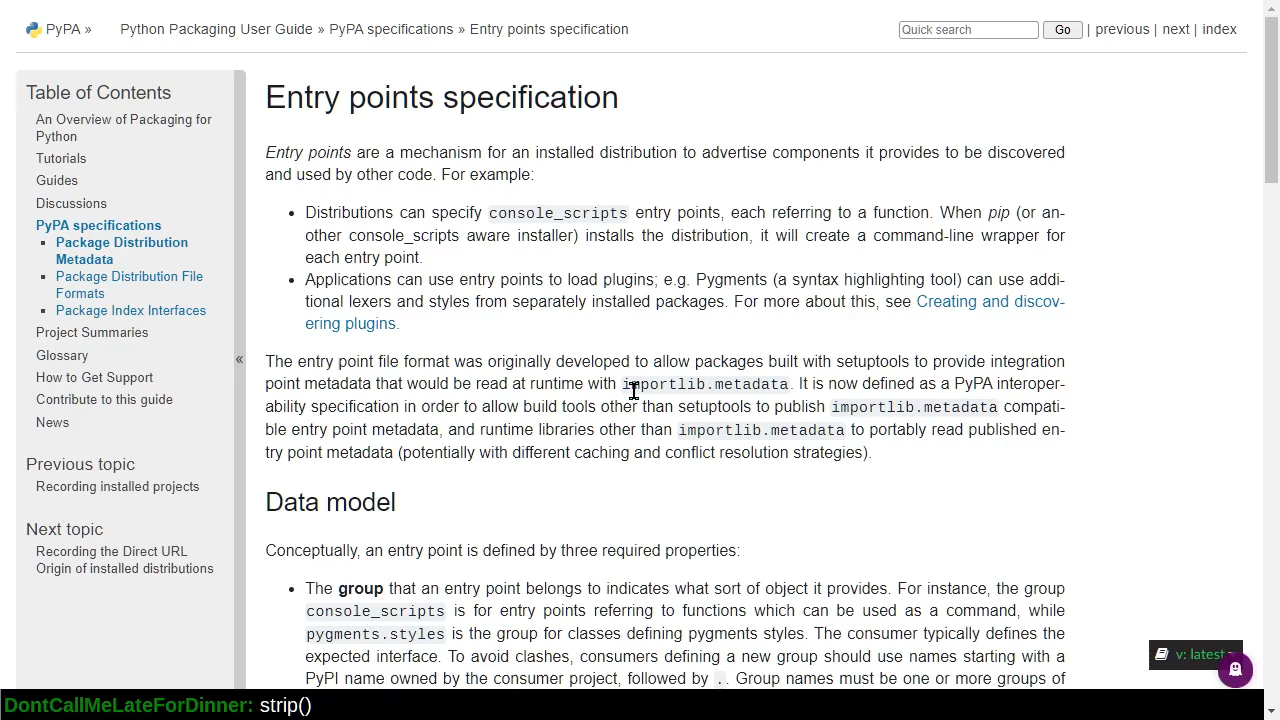 PyPA » Python Packaging User Guide » PyPA specifications » Entry points specification
Quick search Go | previous | next | index
Table of Contents
An Overview of Packaging for
Python
Tutorials
Guides
Discussions
PyPA specifications
Package Distribution
Metadata
Package Distribution File
Formats
Package Index Interfaces
Project Summaries
Glossary
How to Get Support
Contribute to this guide
News
Previous topic
Recording installed projects
Next topic
Recording the Direct URL
Origin of installed distributions
«
Entry points specification
Entry points are a mechanism for an installed distribution to advertise components it provides to be discovered
and used by other code. For example:
• Distributions can specify console_scripts entry points, each referring to a function. When pip (or an-
other console_scripts aware installer) installs the distribution, it will create a command-line wrapper for
each entry point.
• Applications can use entry points to load plugins; e.g. Pygments (a syntax highlighting tool) can use addi-
tional lexers and styles from separately installed packages. For more about this, see Creating and discov-
ering plugins.
The entry point file format was originally developed to allow packages built with setuptools to provide integration
point metadata that would be read at runtime with importlib.metadata. It is now defined as a PyPA interoper-
ability specification in order to allow build tools other than setuptools to publish importlib.metadata compati-
ble entry point metadata, and runtime libraries other than importlib.metadata to portably read published en-
try point metadata (potentially with different caching and conflict resolution strategies).
Data model
Conceptually, an entry point is defined by three required properties:
• The group that an entry point belongs to indicates what sort of object it provides. For instance, the group
console_scripts is for entry points referring to functions which can be used as a command, while
pygments.styles is the group for classes defining pygments styles. The consumer typically defines the
expected interface. To avoid clashes, consumers defining a new group should use names starting with a
PyPI name owned by the consumer project, followed by .. Group names must be one or more groups of
v: latest
DontCallMeLateForDinner: strip()